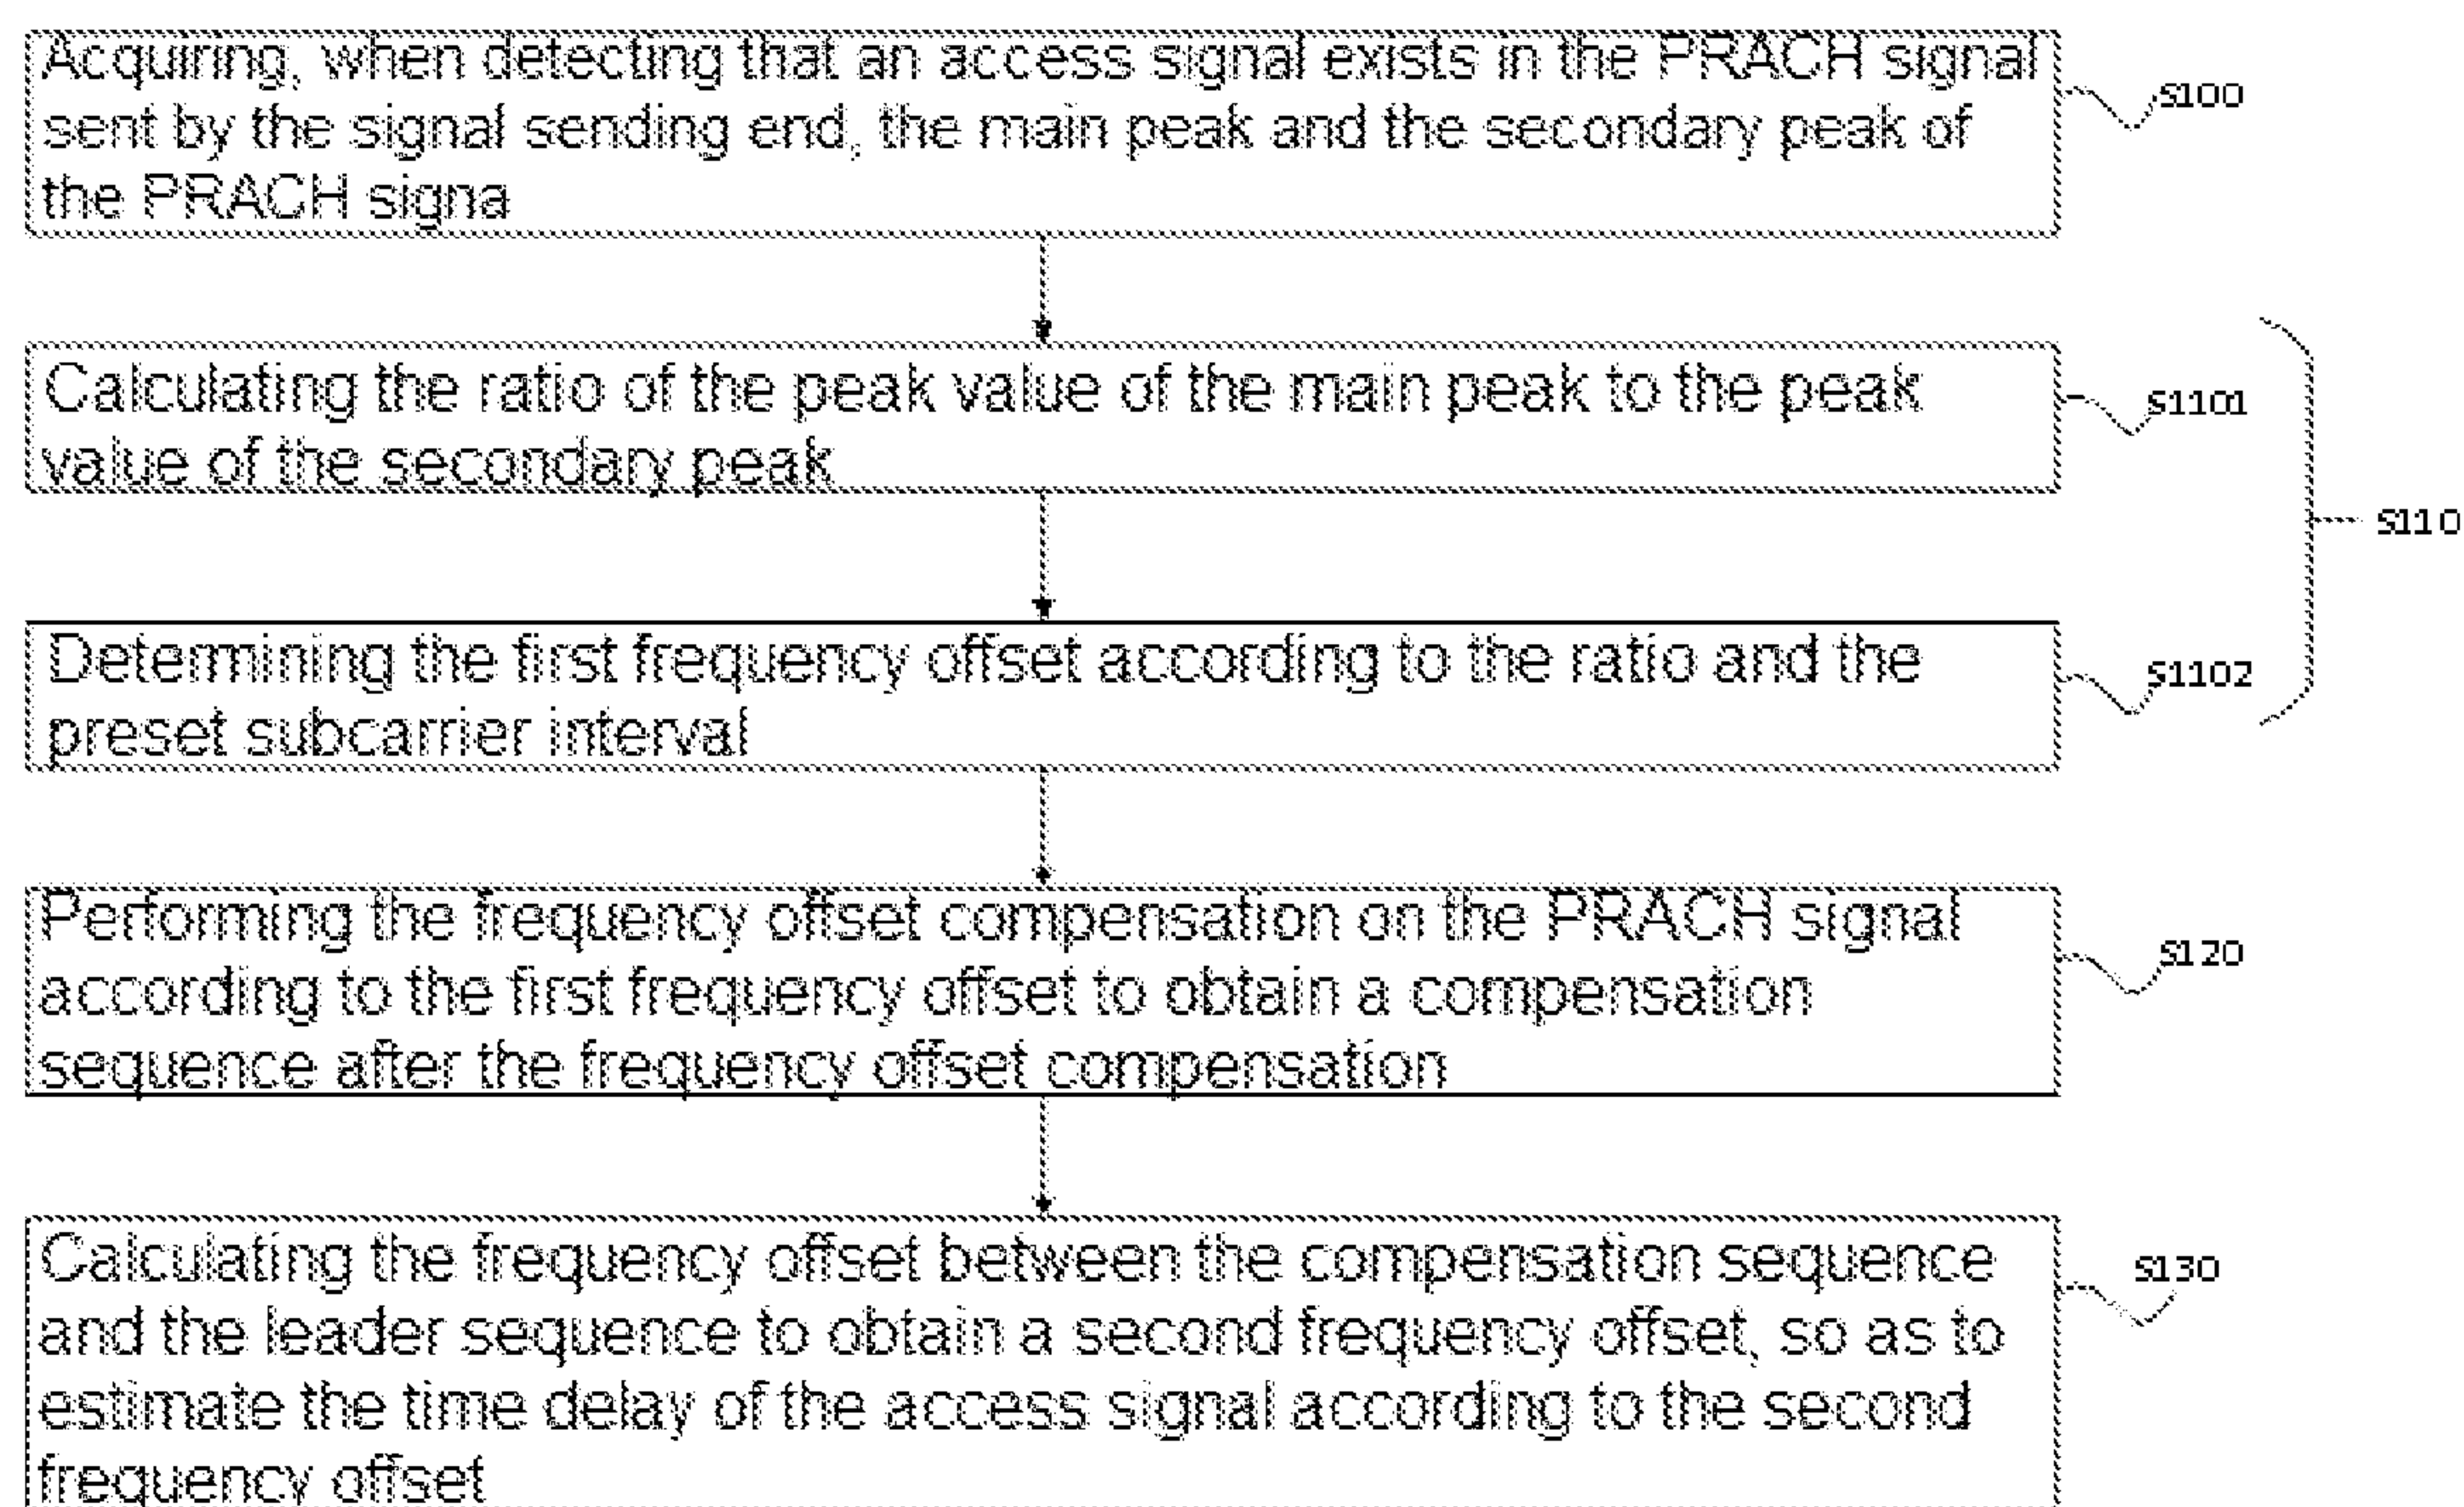 Acquiring, when detecting that an access signal exists in the PRACH signal
sent by the signal sending end, the main peak and the secondary peak of
the PRACH signa
S100
Calculating the ratio of the peak value of the main peak to the peak
value of the secondary peak
S1101
S110
Determining the first frequency offset according to the ratio and the
preset subcarrier interval
S1102
Performing the frequency offset compensation on the PRACH signal
according to the first frequency offset to obtain a compensation
sequence after the frequency offset compensation
S120
Calculating the frequency offset between the compensation sequence
and the leader sequence to obtain a second frequency offset, so as to
estimate the time delay of the access signal according to the second
frequency offset
S130